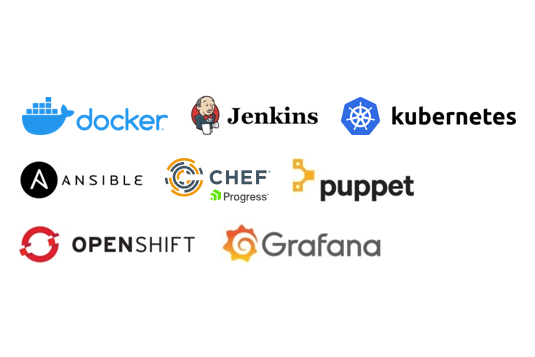 docker
Jenkins
kubernetes
ANSIBLE
CHEF
Progress
puppet
OPENSHIFT
Grafana